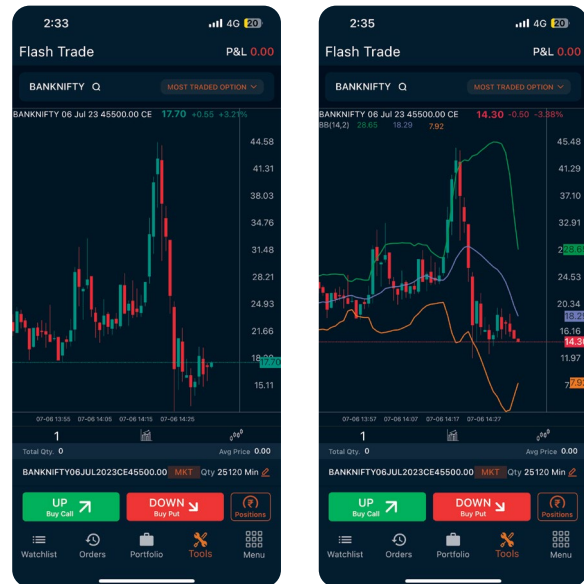 2:33
4G 20
Flash Trade
P&L 0.00
BANKNIFTY
MOST TRADED OPTION
BANKNIFTY 06 Jul 23 45500.00 CE 17.70 +0.55 +3.21%
44.58
41.31
38.03
34.76
31.48
28.21
24.93
21.66
17.70
15.11
07-06 13:55 07-06 14:05 07-06 14:15 07-06 14:25
1
Total Qty. 0
Avg Price 0.00
BANKNIFTY06JUL2023CE45500.00 MKT Qty 25120 Min
UP
Buy Call
DOWN
Buy Put
Positions
Watchlist Orders Portfolio Tools Menu
2:35
4G 20
Flash Trade
P&L 0.00
BANKNIFTY
MOST TRADED OPTION
BANKNIFTY 06 Jul 23 45500.00 CE 14.30 -0.50 -3.38%
BB(14,2) 28.65 18.29 7.92
45.48
41.29
37.10
32.91
24.53
20.34
16.16
14.30
11.97
7.92
07-06 13:57 07-06 14:07 07-06 14:17 07-06 14:27
1
Total Qty. 0
Avg Price 0.00
BANKNIFTY06JUL2023CE45500.00 MKT Qty 25120 Min
UP
Buy Call
DOWN
Buy Put
Positions
Watchlist Orders Portfolio Tools Menu